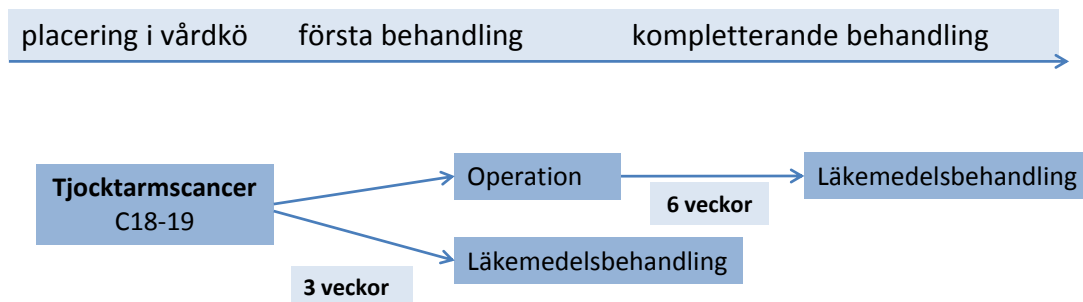 placering i vårdkö
första behandling
kompletterande behandling
Tjocktarmscancer
C18-19
Operation
6 veckor
Läkemedelsbehandling
Läkemedelsbehandling
3 veckor